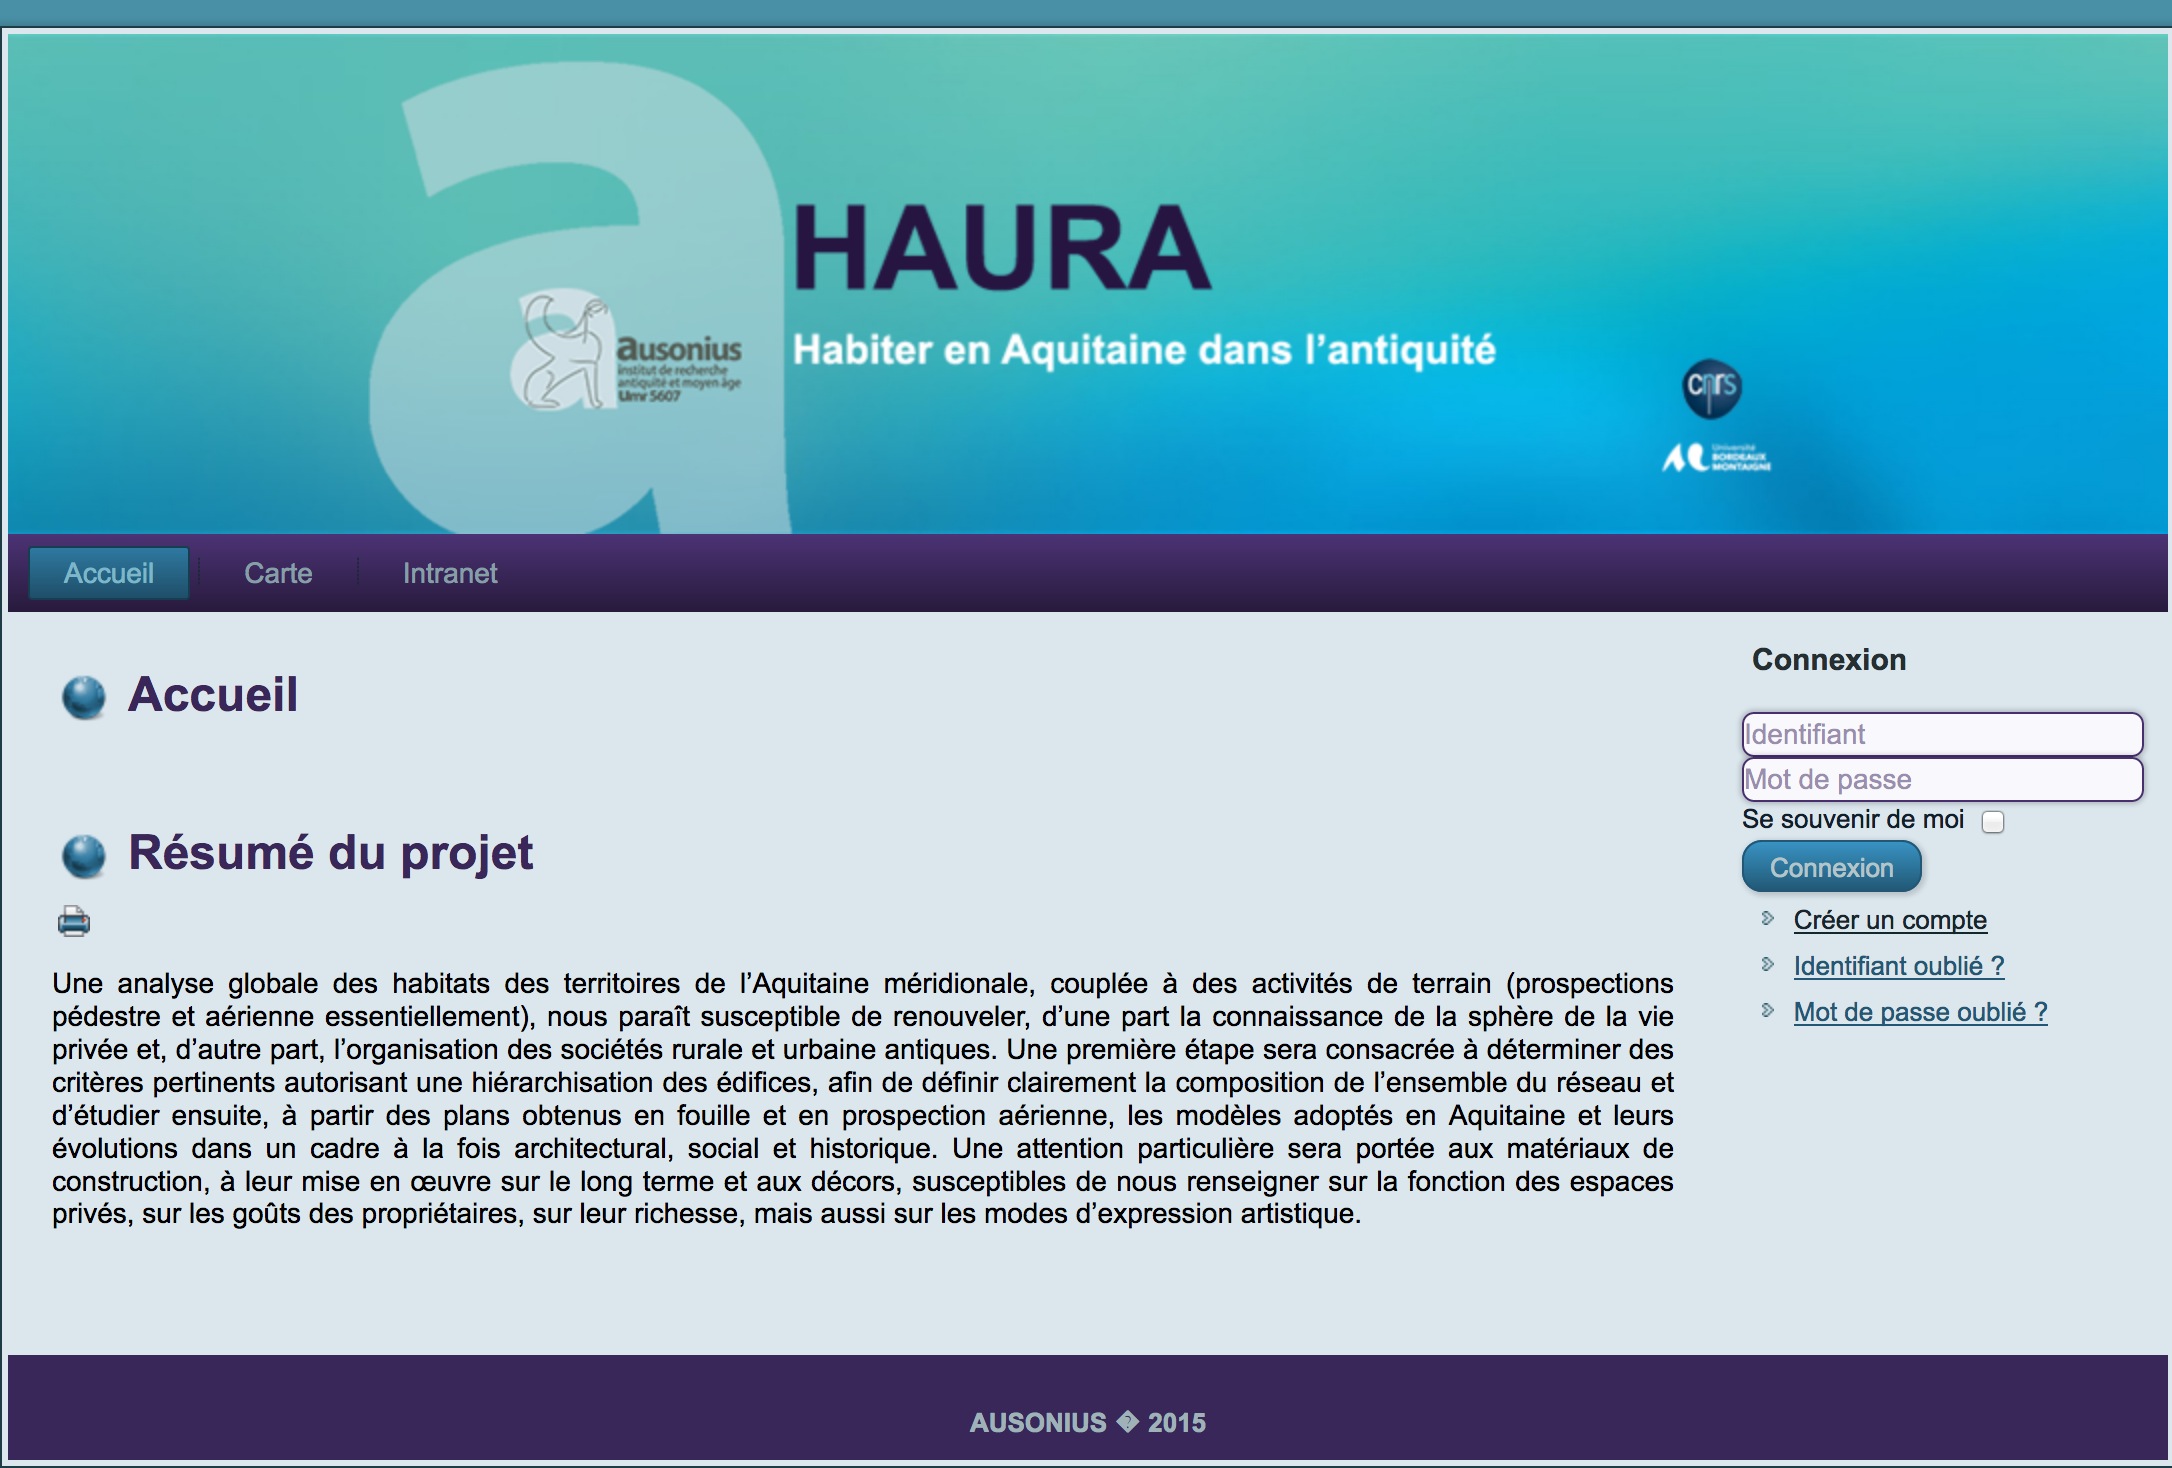 HAURA
Habiter en Aquitaine dans l’antiquité
ausonius
institut de recherche
antiquité et moyen âge
Umr 5607
cnrs
Université
BORDEAUX
MONTAIGNE
Accueil
Carte
Intranet
Accueil
Résumé du projet
Une analyse globale des habitats des territoires de l’Aquitaine méridionale, couplée à des activités de terrain (prospections
pédestre et aérienne essentiellement), nous paraît susceptible de renouveler, d’une part la connaissance de la sphère de la vie
privée et, d’autre part, l’organisation des sociétés rurale et urbaine antiques. Une première étape sera consacrée à déterminer des
critères pertinents autorisant une hiérarchisation des édifices, afin de définir clairement la composition de l’ensemble du réseau et
d’étudier ensuite, à partir des plans obtenus en fouille et en prospection aérienne, les modèles adoptés en Aquitaine et leurs
évolutions dans un cadre à la fois architectural, social et historique. Une attention particulière sera portée aux matériaux de
construction, à leur mise en œuvre sur le long terme et aux décors, susceptibles de nous renseigner sur la fonction des espaces
privés, sur les goûts des propriétaires, sur leur richesse, mais aussi sur les modes d’expression artistique.
Connexion
Identifiant
Mot de passe
Se souvenir de moi
Connexion
Créer un compte
Identifiant oublié ?
Mot de passe oublié ?
AUSONIUS � 2015